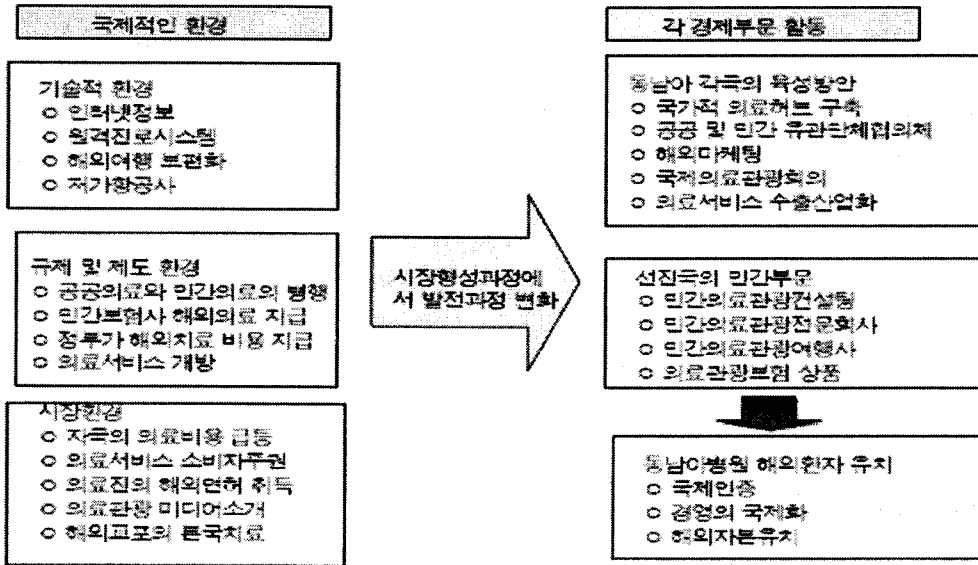 국제적인 환경
기술적 환경
○ 인터넷정보
○ 원격진료시스템
○ 해외여행 보편화
○ 저가항공사
규제 및 제도 환경
○ 공공의료와 민간의료의 병행
○ 민간보험사 해외의료 지급
○ 정부가 해외치료 비용 지급
○ 의료서비스 개방
시장환경
○ 자국의 의료비용 급등
○ 의료서비스 소비자주권
○ 의료진의 해외면허 취득
○ 의료관광 미디어소개
○ 해외교포의 본국치료
시장형성과정에
서 발전과정 변화
각 경제부문 활동
동남아 각국의 육성방안
○ 국가적 의료허브 구축
○ 공공 및 민간 유관단체협의체
○ 해외마케팅
○ 국제의료관광회의
○ 의료서비스 수출산업화
선진국의 민간부문
○ 민간의료관광컨설팅
○ 민간의료관광전문회사
○ 민간의료관광여행사
○ 의료관광보험 상품
동남아병원 해외환자 유치
○ 국제인증
○ 경영의 국제화
○ 해외자본유치